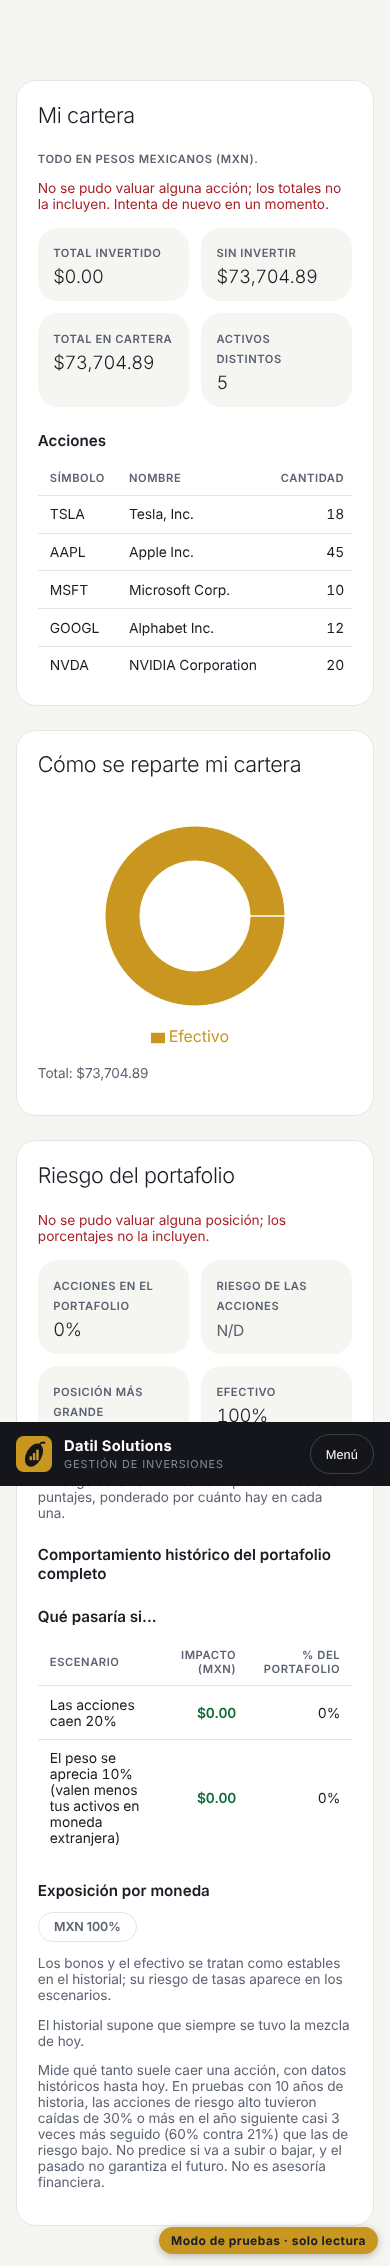 Mi cartera
TODO EN PESOS MEXICANOS (MXN).
No se pudo valuar alguna acción; los totales no
la incluyen. Intenta de nuevo en un momento.
TOTAL INVERTIDO
$0.00
SIN INVERTIR
$73,704.89
TOTAL EN CARTERA
$73,704.89
ACTIVOS
DISTINTOS
5
Acciones
SÍMBOLO NOMBRE CANTIDAD
TSLA Tesla, Inc. 18
AAPL Apple Inc. 45
MSFT Microsoft Corp. 10
GOOGL Alphabet Inc. 12
NVDA NVIDIA Corporation 20
Cómo se reparte mi cartera
Efectivo
Total: $73,704.89
Riesgo del portafolio
No se pudo valuar alguna posición; los
porcentajes no la incluyen.
ACCIONES EN EL
PORTAFOLIO
0%
RIESGO DE LAS
ACCIONES
N/D
POSICIÓN MÁS
GRANDE
EFECTIVO
100%
Datil Solutions
GESTIÓN DE INVERSIONES
Menú
puntajes, ponderado por cuánto hay en cada
una.
Comportamiento histórico del portafolio
completo
Qué pasaría si...
ESCENARIO IMPACTO (MXN) % DEL PORTAFOLIO
Las acciones
caen 20% $0.00 0%
El peso se
aprecia 10%
(valen menos
tus activos en $0.00 0%
moneda
extranjera)
Exposición por moneda
MXN 100%
Los bonos y el efectivo se tratan como estables
en el historial; su riesgo de tasas aparece en los
escenarios.
El historial supone que siempre se tuvo la mezcla
de hoy.
Mide qué tanto suele caer una acción, con datos
históricos hasta hoy. En pruebas con 10 años de
historia, las acciones de riesgo alto tuvieron
caídas de 30% o más en el año siguiente casi 3
veces más seguido (60% contra 21%) que las de
riesgo bajo. No predice si va a subir o bajar, y el
pasado no garantiza el futuro. No es asesoría
financiera.
Modo de pruebas · solo lectura